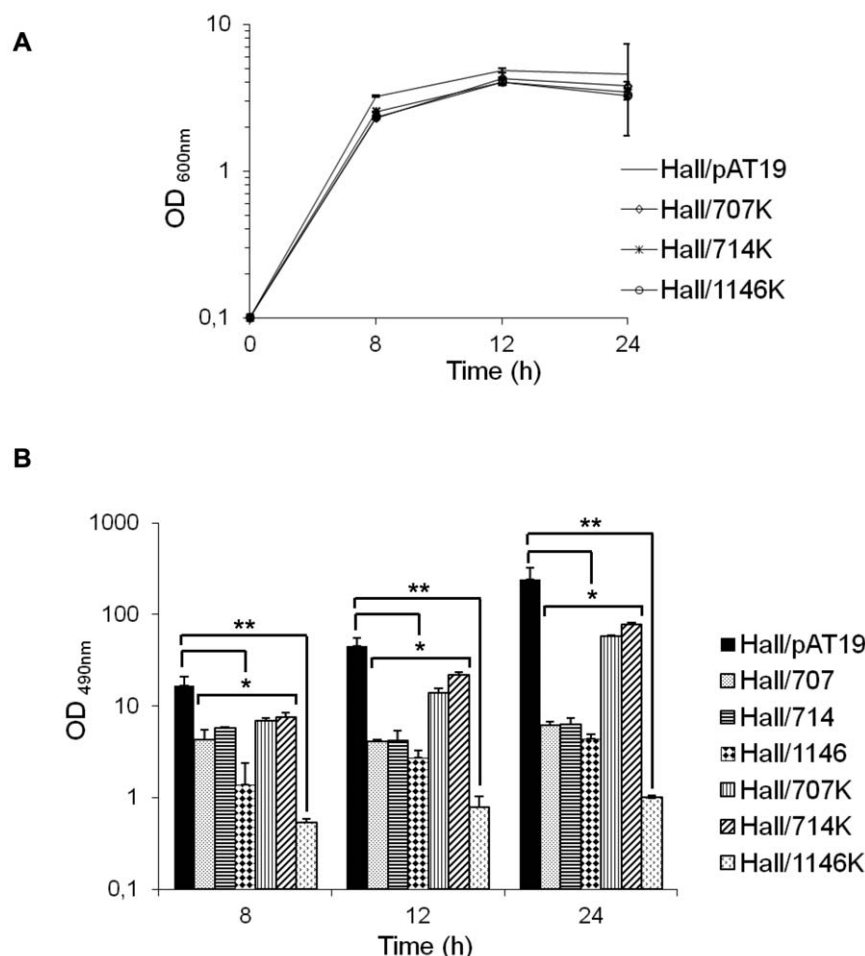 A
10
1
0,1
OD 600nm
0 8 12 24
Time (h)
Hall/pAT19
Hall/707K
Hall/714K
Hall/1146K
B
1000
100
10
1
0,1
OD 490nm
**
*
**
*
**
*
8 12 24
Time (h)
Hall/pAT19
Hall/707
Hall/714
Hall/1146
Hall/707K
Hall/714K
Hall/1146K